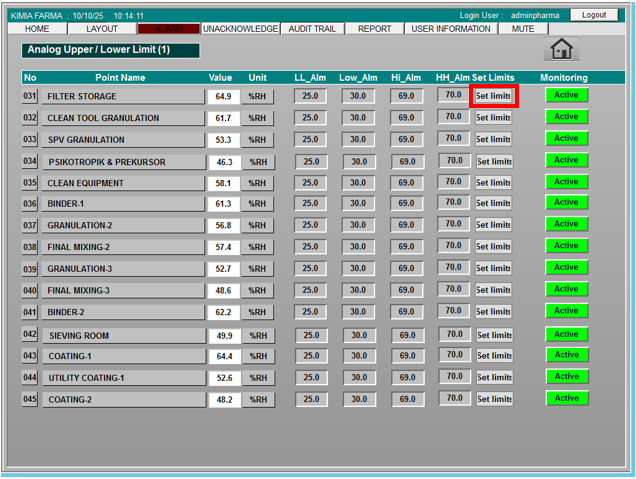 KIMIA FARMA : 10/10/25 10:14:11 Login User : adminpharma Logout
HOME LAYOUT ALARM UNACKNOWLEDGE AUDIT TRAIL REPORT USER INFORMATION MUTE
Analog Upper / Lower Limit (1)
No Point Name Value Unit LL_Alm Low_Alm Hi_Alm HH_Alm Set Limits Monitoring
031 FILTER STORAGE 64.9 %RH 25.0 30.0 69.0 70.0 Set limits Active
032 CLEAN TOOL GRANULATION 61.7 %RH 25.0 30.0 69.0 70.0 Set limits Active
033 SPV GRANULATION 53.3 %RH 25.0 30.0 69.0 70.0 Set limits Active
034 PSIKOTROPIK & PREKURSOR 46.3 %RH 25.0 30.0 69.0 70.0 Set limits Active
035 CLEAN EQUIPMENT 58.1 %RH 25.0 30.0 69.0 70.0 Set limits Active
036 BINDER-1 61.3 %RH 25.0 30.0 69.0 70.0 Set limits Active
037 GRANULATION-2 56.8 %RH 25.0 30.0 69.0 70.0 Set limits Active
038 FINAL MIXING-2 57.4 %RH 25.0 30.0 69.0 70.0 Set limits Active
039 GRANULATION-3 52.7 %RH 25.0 30.0 69.0 70.0 Set limits Active
040 FINAL MIXING-3 48.6 %RH 25.0 30.0 69.0 70.0 Set limits Active
041 BINDER-2 62.2 %RH 25.0 30.0 69.0 70.0 Set limits Active
042 SIEVING ROOM 49.9 %RH 25.0 30.0 69.0 70.0 Set limits Active
043 COATING-1 64.4 %RH 25.0 30.0 69.0 70.0 Set limits Active
044 UTILITY COATING-1 52.6 %RH 25.0 30.0 69.0 70.0 Set limits Active
045 COATING-2 48.2 %RH 25.0 30.0 69.0 70.0 Set limits Active